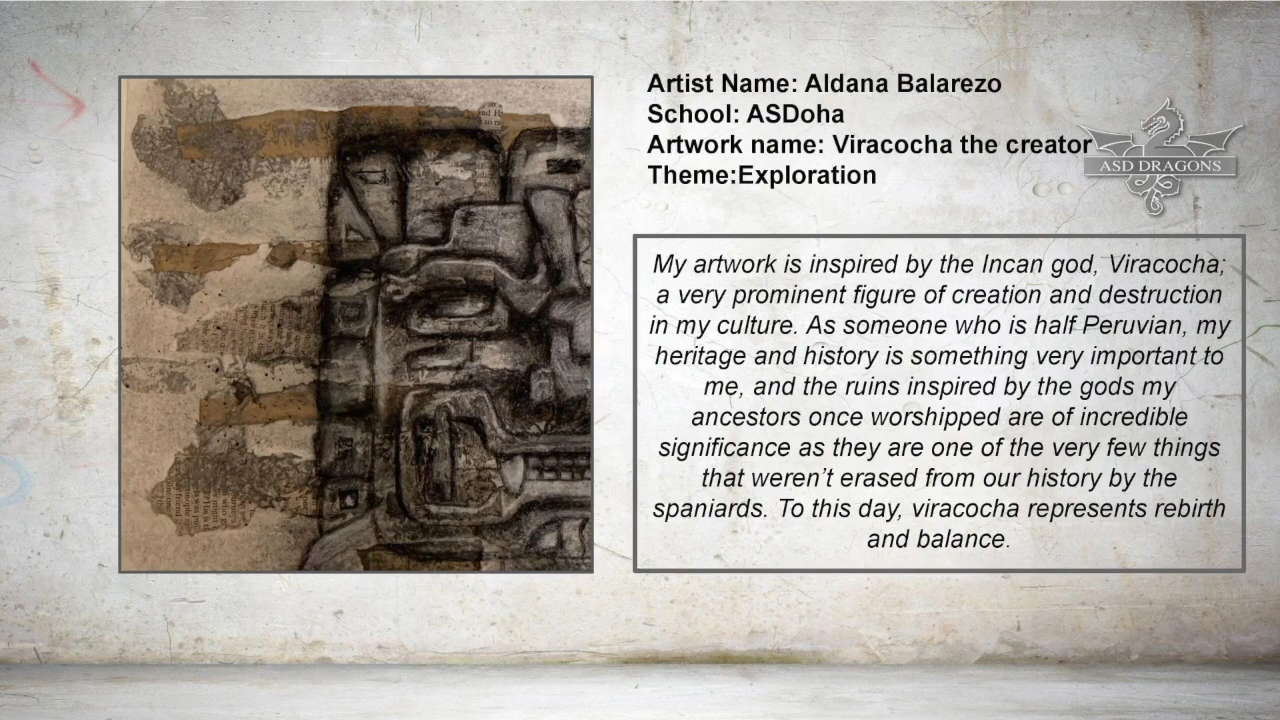 Artist Name: Aldana Balarezo
School: ASDoha
Artwork name: Viracocha the creator
Theme:Exploration
ASD DRAGONS
My artwork is inspired by the Incan god, Viracocha;
a very prominent figure of creation and destruction
in my culture. As someone who is half Peruvian, my
heritage and history is something very important to
me, and the ruins inspired by the gods my
ancestors once worshipped are of incredible
significance as they are one of the very few things
that weren’t erased from our history by the
spaniards. To this day, viracocha represents rebirth
and balance.